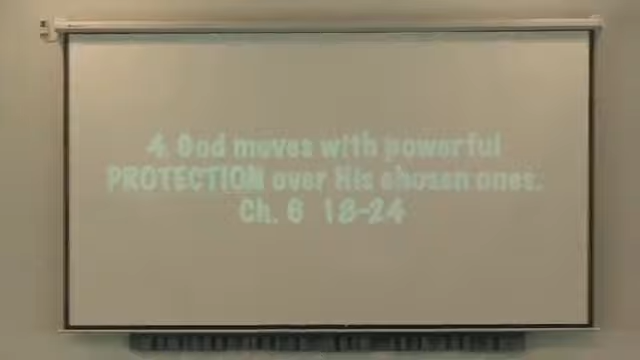 4. God moves with powerful
PROTECTION over His chosen ones.
Ch. 6 18-24